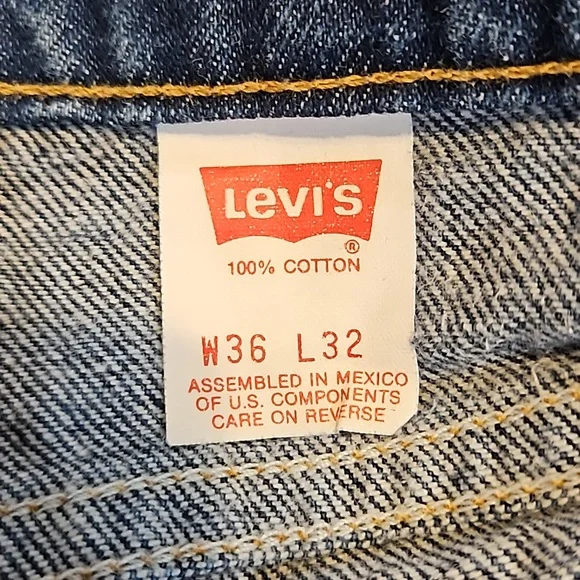 Levi's
®
100% COTTON
W36 L32
ASSEMBLED IN MEXICO
OF U.S. COMPONENTS
CARE ON REVERSE